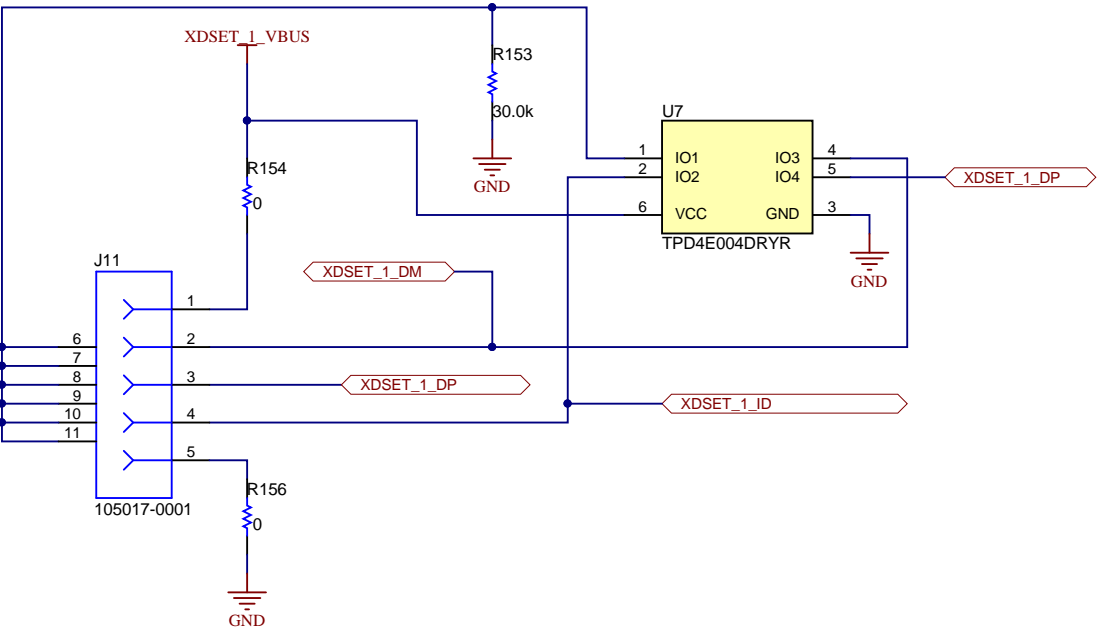 XDSET_1_VBUS
R153
30.0k
GND
R154
0
U7
1
IO1
IO3
4
2
IO2
IO4
5
XDSET_1_DP
6
VCC
GND
3
TPD4E004DRYR
GND
J11
XDSET_1_DM
1
6
2
7
8
3
XDSET_1_DP
9
XDSET_1_ID
10
4
11
5
105017-0001
R156
0
GND